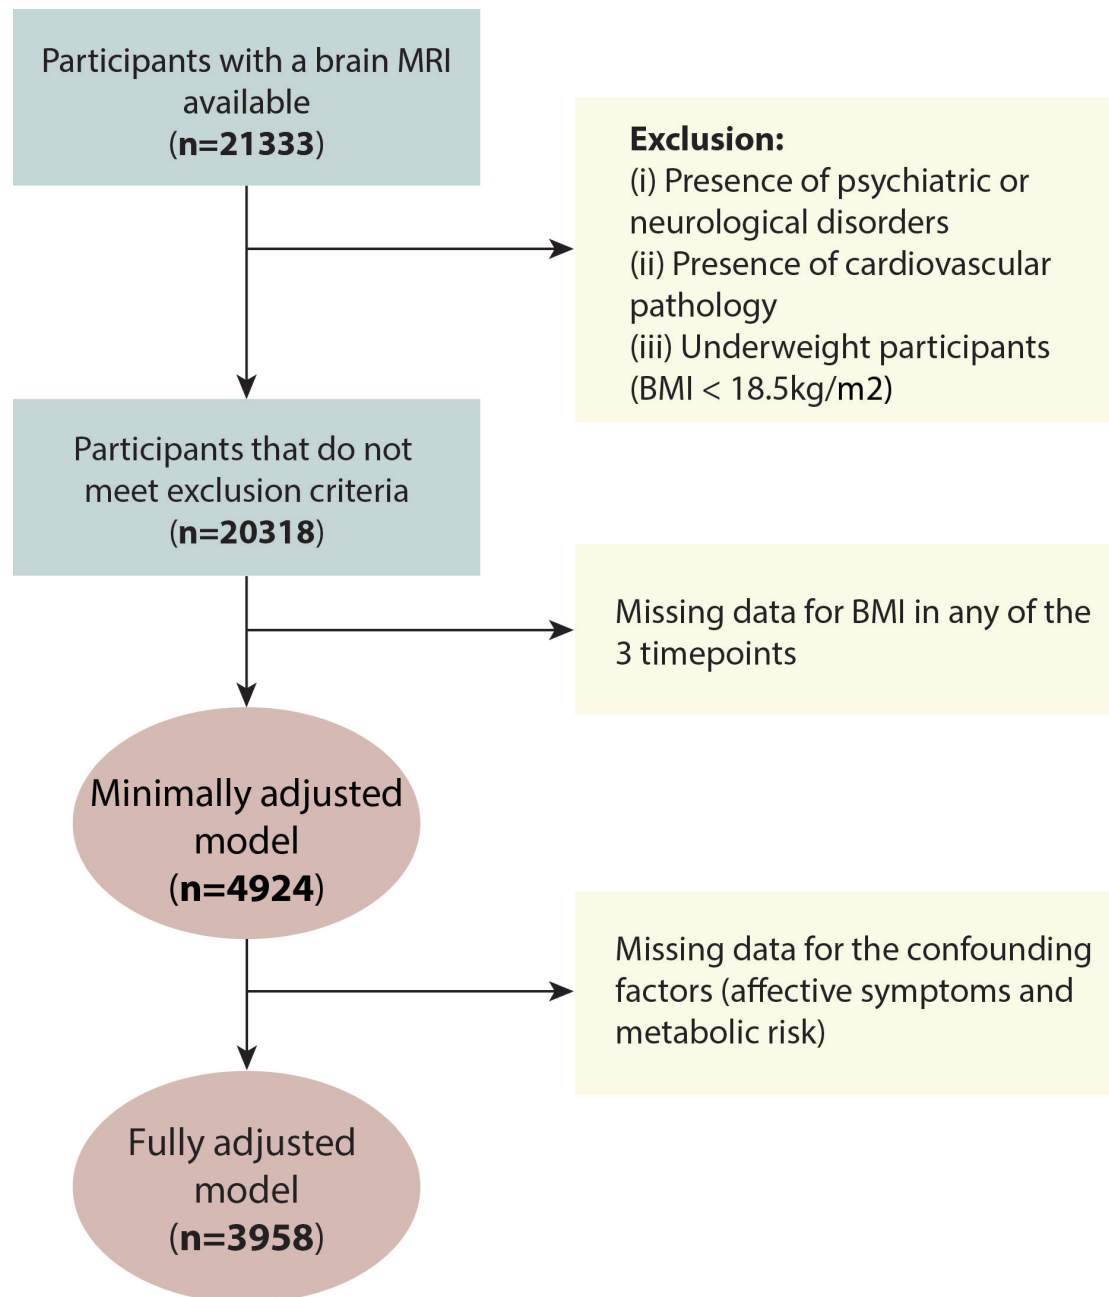 Participants with a brain MRI
available
(n=21333)
Exclusion:
(i) Presence of psychiatric or
neurological disorders
(ii) Presence of cardiovascular
pathology
(iii) Underweight participants
(BMI < 18.5kg/m2)
Participants that do not
meet exclusion criteria
(n=20318)
Missing data for BMI in any of the
3 timepoints
Minimally adjusted
model
(n=4924)
Missing data for the confounding
factors (affective symptoms and
metabolic risk)
Fully adjusted
model
(n=3958)